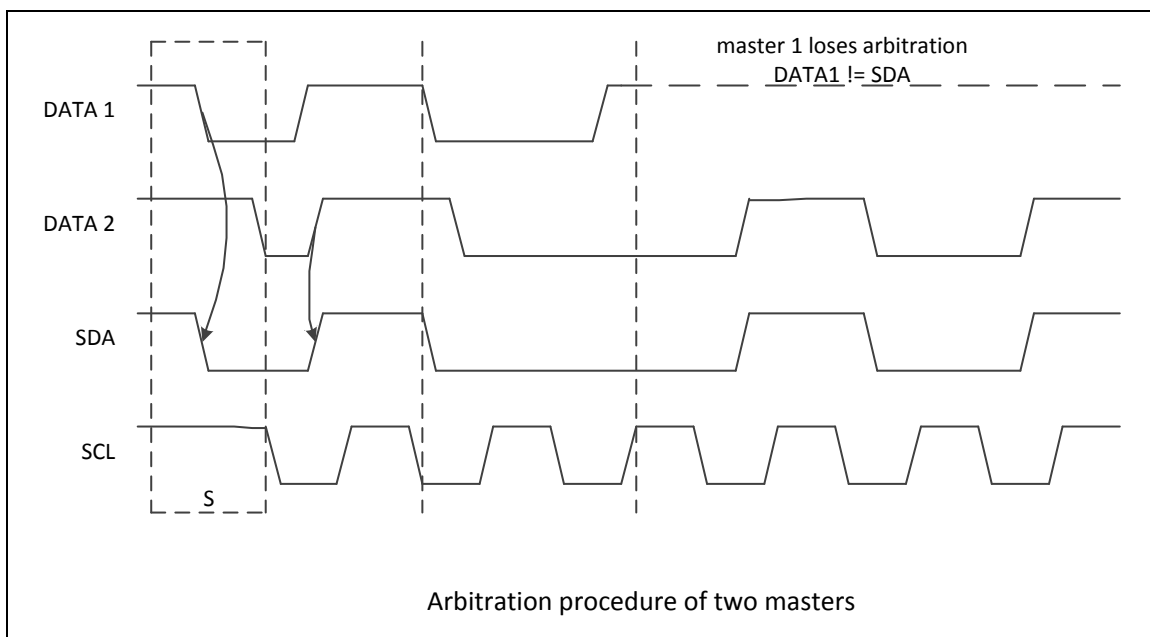 master 1 loses arbitration
DATA1 != SDA
DATA 1
DATA 2
SDA
SCL
S
Arbitration procedure of two masters